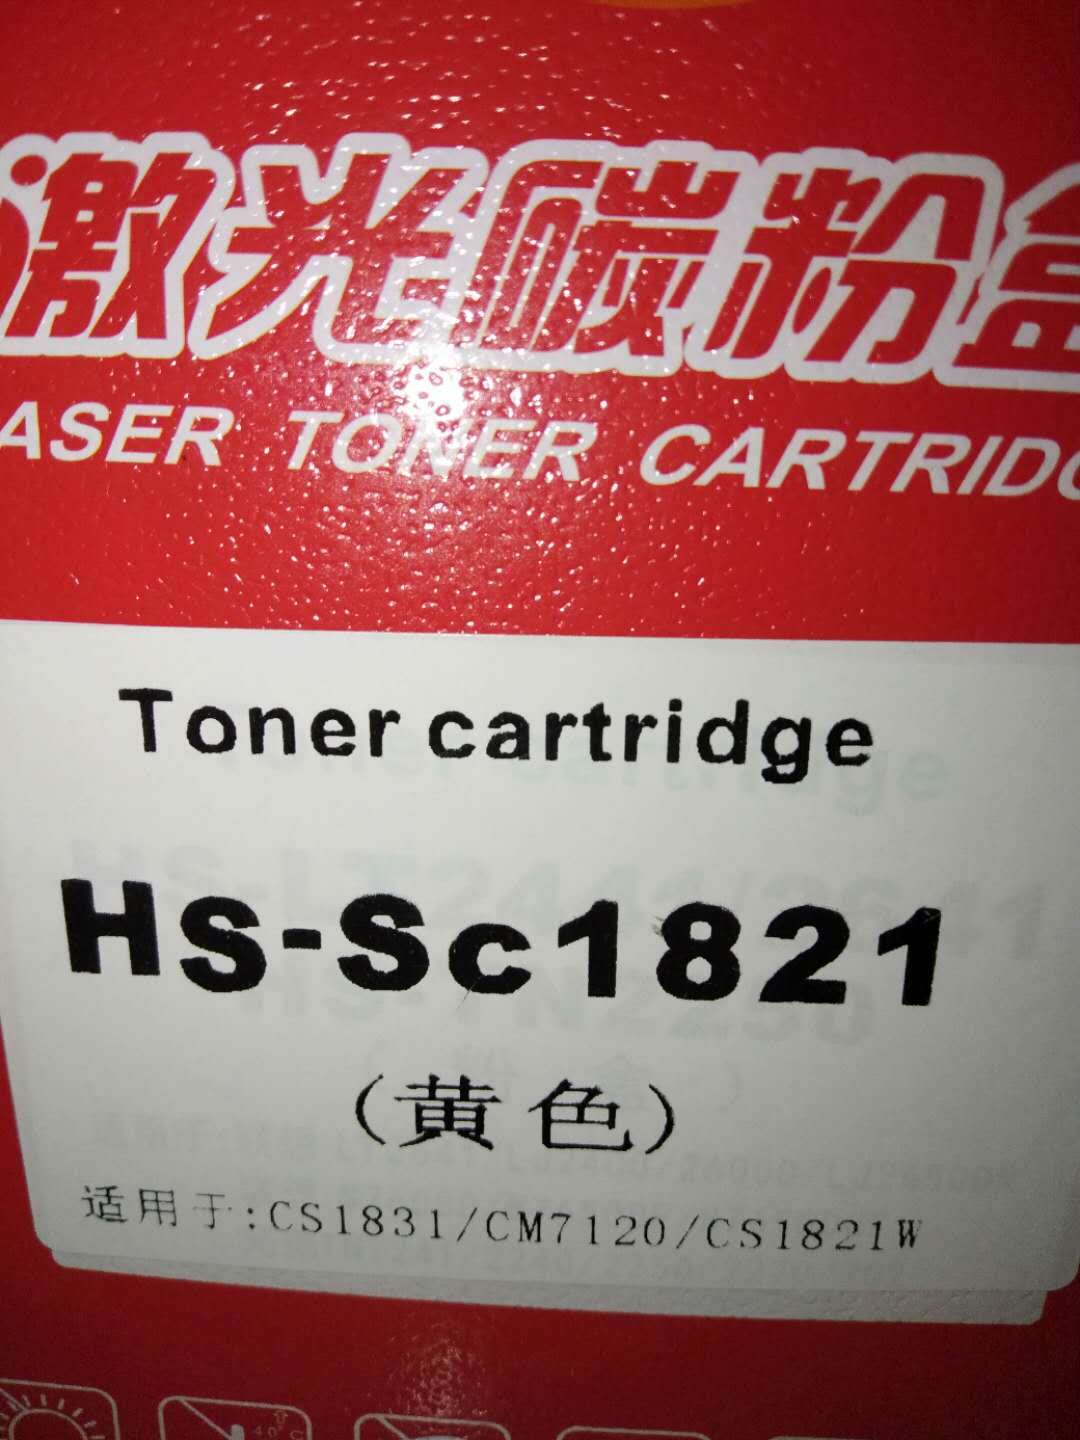 激光碳粉盒
LASER TONER CARTRIDG
Toner cartridge
HS-Sc1821
(黄色)
适用于:CS1831/CM7120/CS1821W